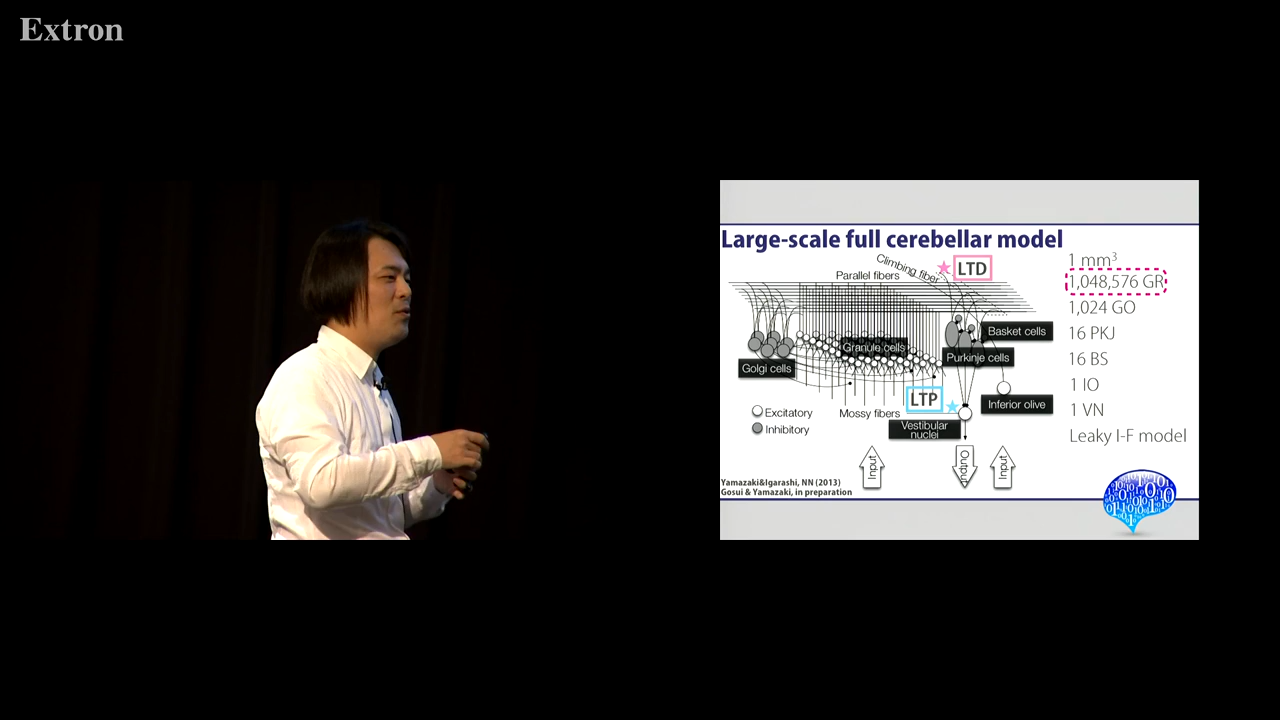 Extron
Large-scale full cerebellar model
Climbing fiber
LTD
Parallel fibers
1 mm³
1,048,576 GR
1,024 GO
16 PKJ
16 BS
1 IO
1 VN
Leaky I-F model
Basket cells
Granule cells
Purkinje cells
Golgi cells
LTP
Inferior olive
Excitatory
Mossy fibers
Inhibitory
Vestibular
nuclei
Input
Output
Input
Yamazaki&Igarashi, NN (2013)
Gosui & Yamazaki, in preparation